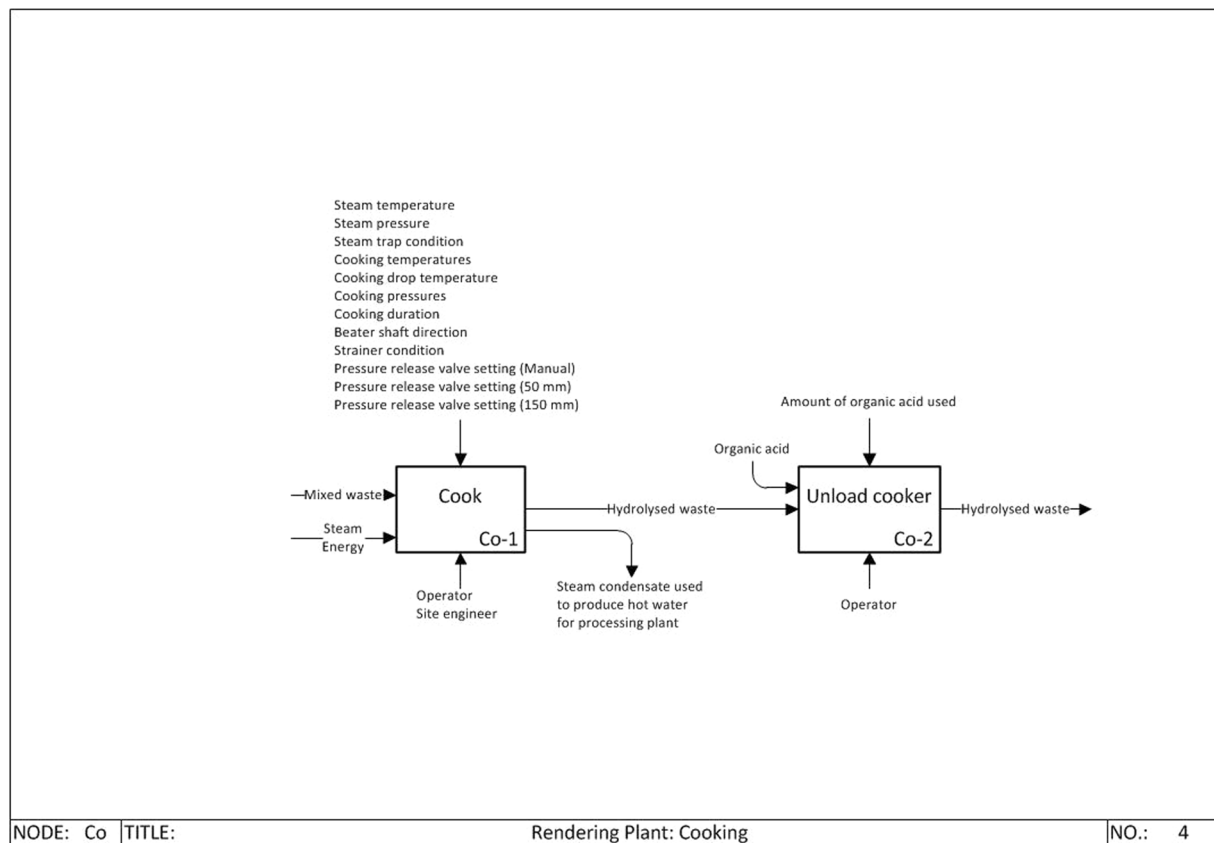 Steam temperature
Steam pressure
Steam trap condition
Cooking temperatures
Cooking drop temperature
Cooking pressures
Cooking duration
Beater shaft direction
Strainer condition
Pressure release valve setting (Manual)
Pressure release valve setting (50 mm)
Pressure release valve setting (150 mm)
Mixed waste
Steam
Energy
Cook
Co-1
Operator
Site engineer
Hydrolysed waste
Steam condensate used
to produce hot water
for processing plant
Amount of organic acid used
Organic acid
Unload cooker
Co-2
Operator
Hydrolysed waste
NODE: Co TITLE: Rendering Plant: Cooking NO.: 4